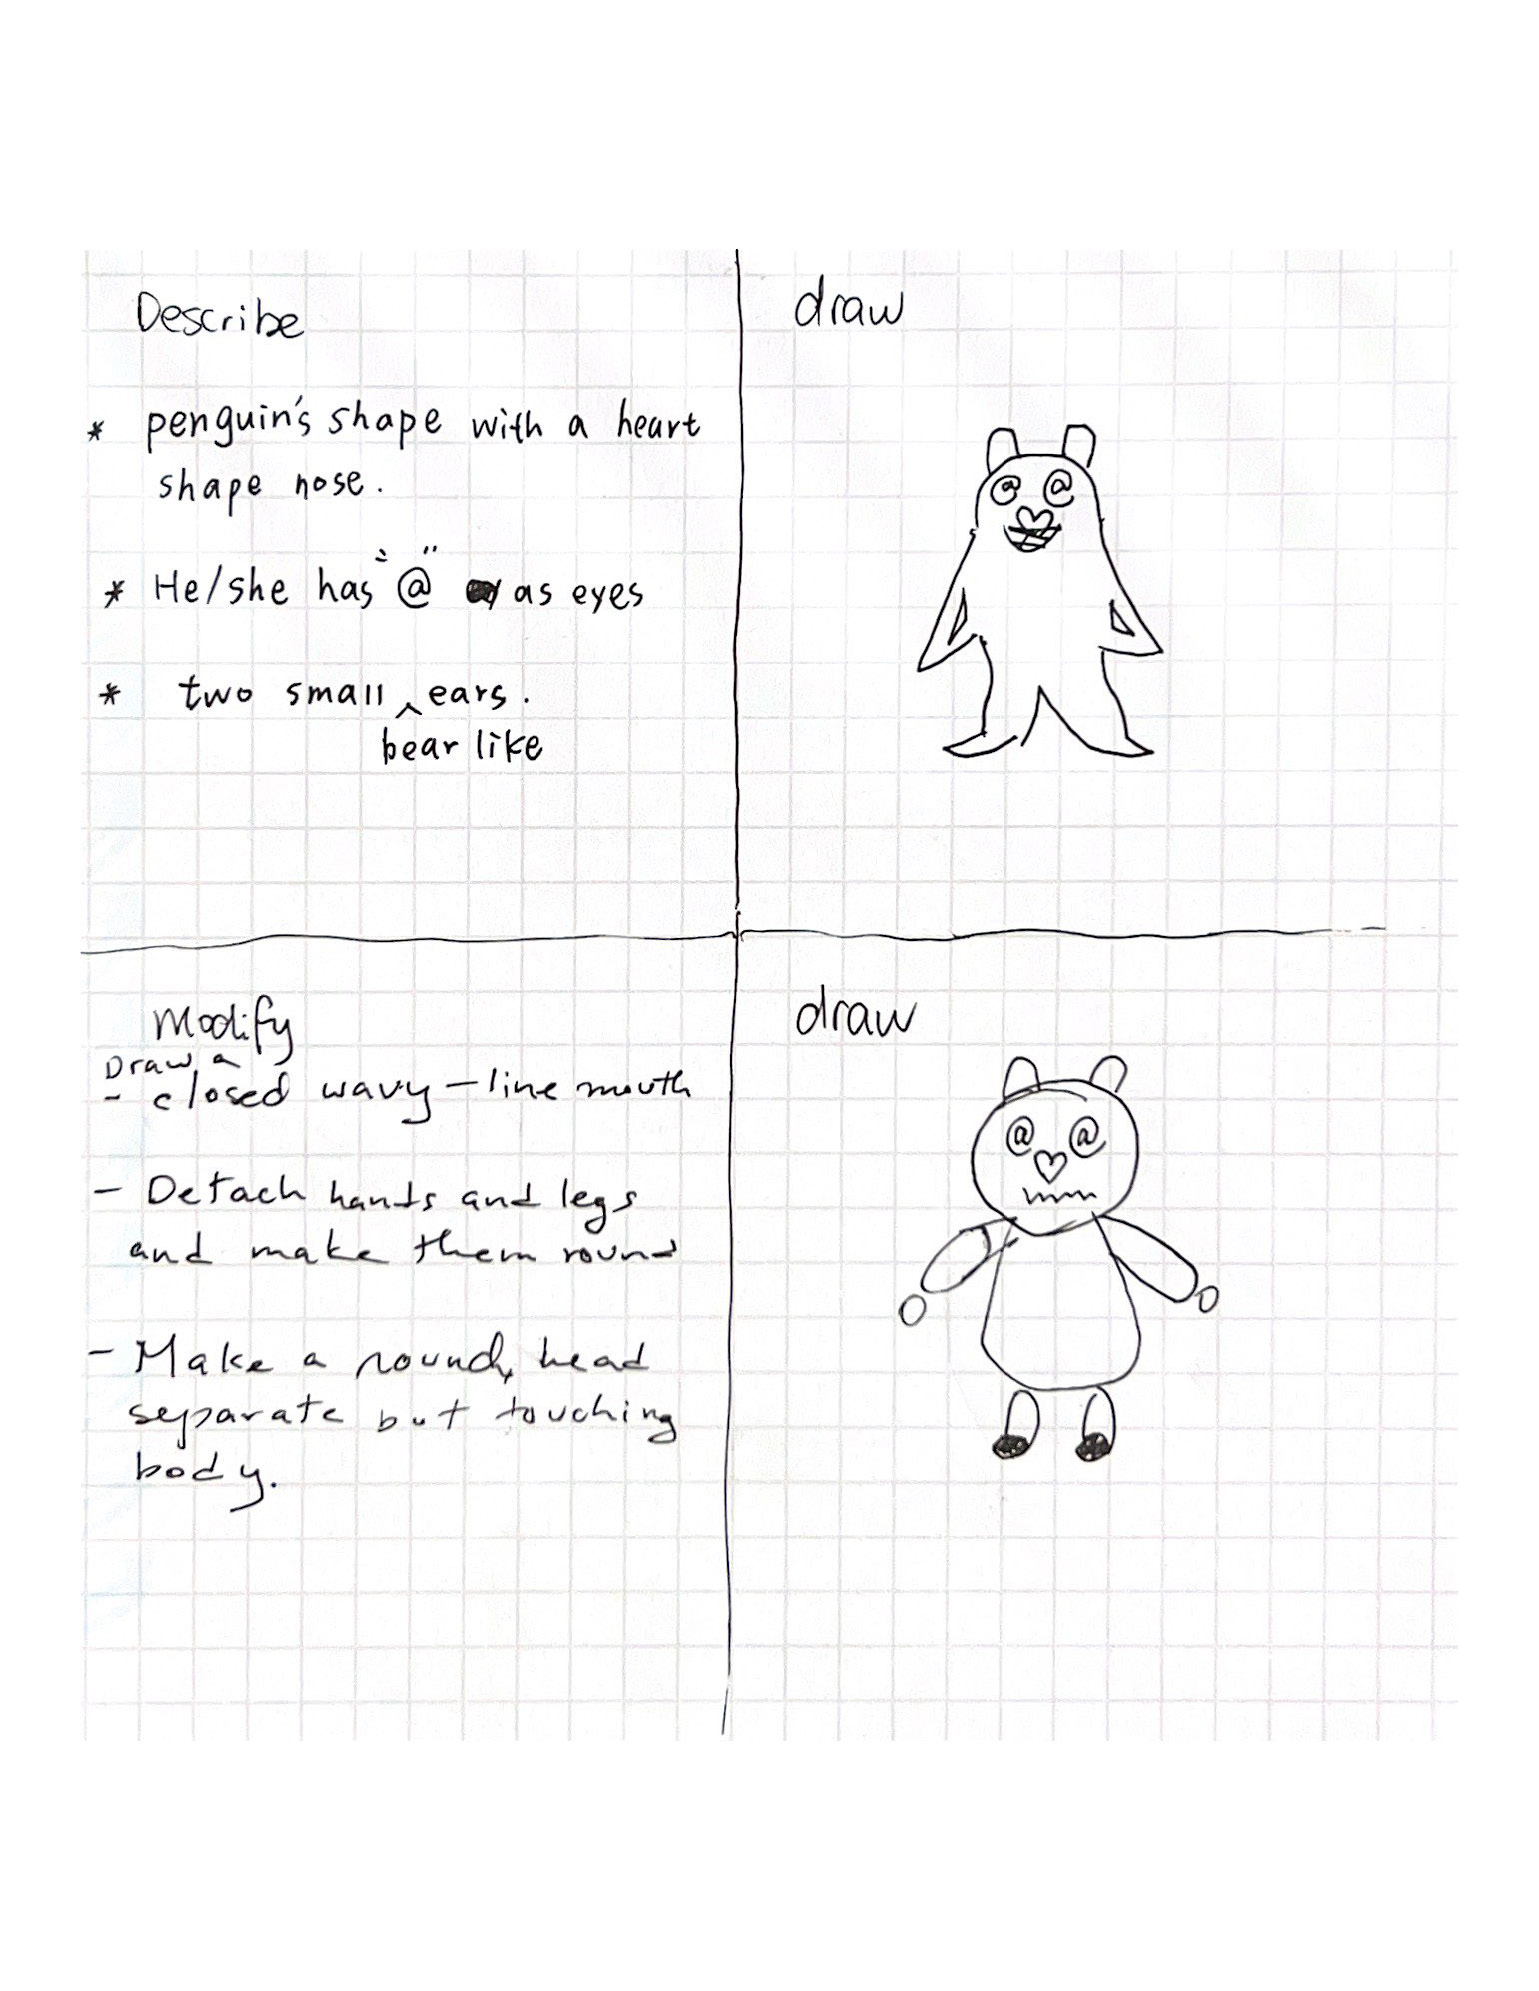 Describe
* penguin's shape with a heart
shape nose.
* He/she has "@" as eyes
* two small ^ ears.
bear like
draw
@ @
Modify
Draw a
- closed wavy-line mouth
- Detach hands and legs
and make them round
- Make a round, head
separate but touching
body.
draw
@ @